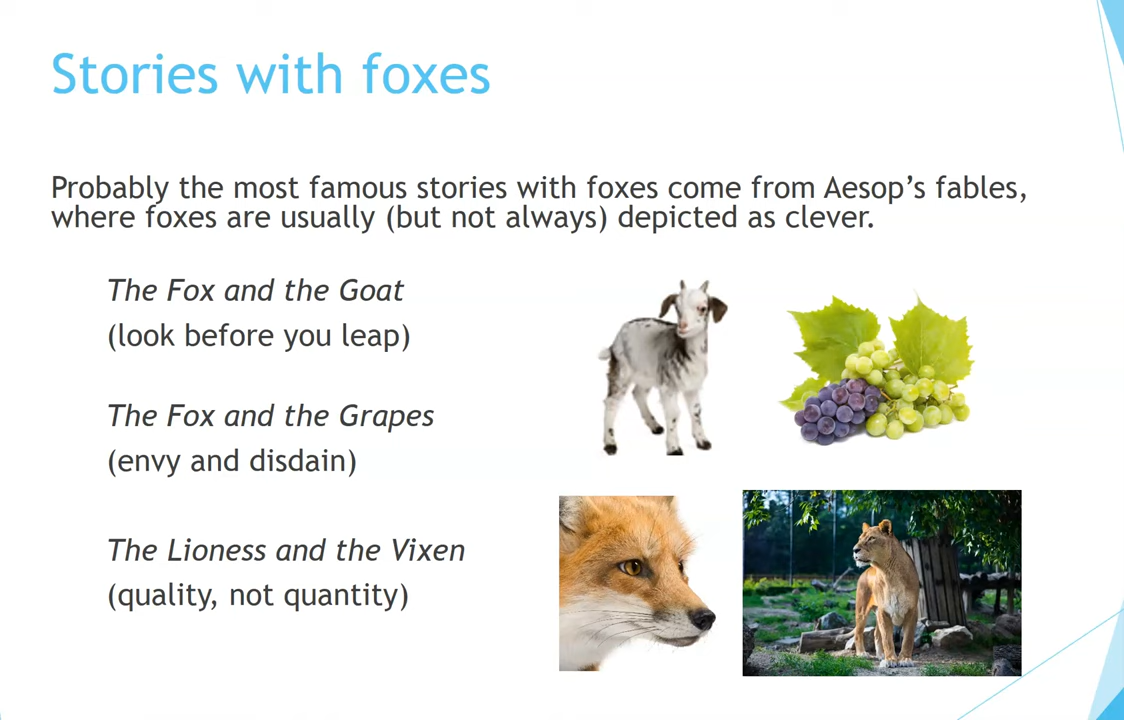 Stories with foxes
Probably the most famous stories with foxes come from Aesop’s fables,
where foxes are usually (but not always) depicted as clever.
The Fox and the Goat
(look before you leap)
The Fox and the Grapes
(envy and disdain)
The Lioness and the Vixen
(quality, not quantity)